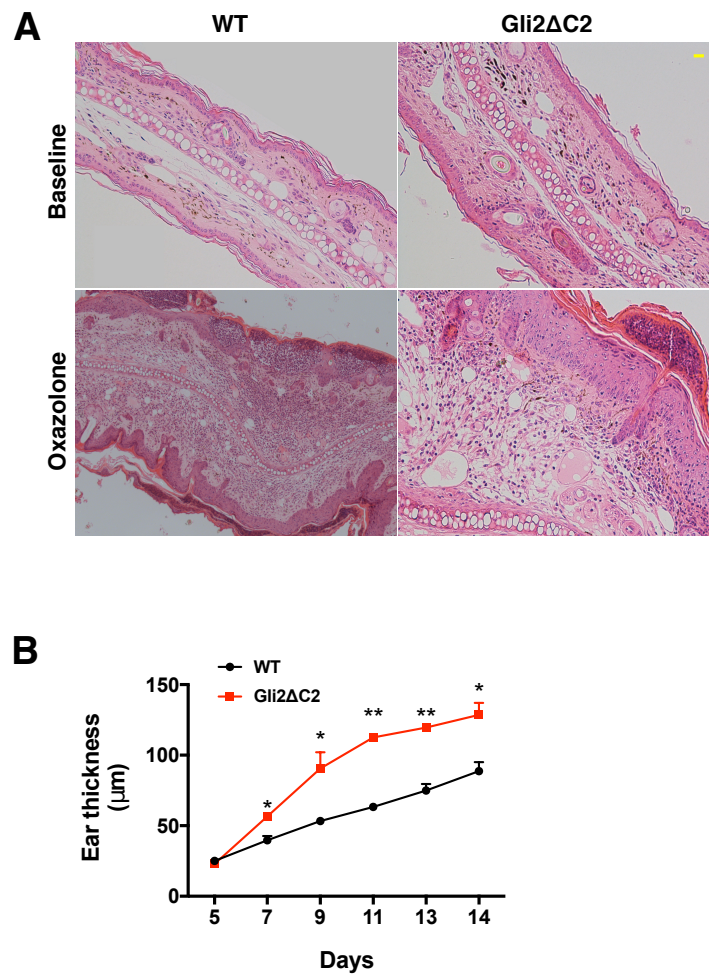 A
WT
Gli2ΔC2
Baseline
Oxazolone
B
WT
Gli2ΔC2
150
100
50
0
Ear thickness
(μm)
*
*
**
**
*
5
7
9
11
13
14
Days